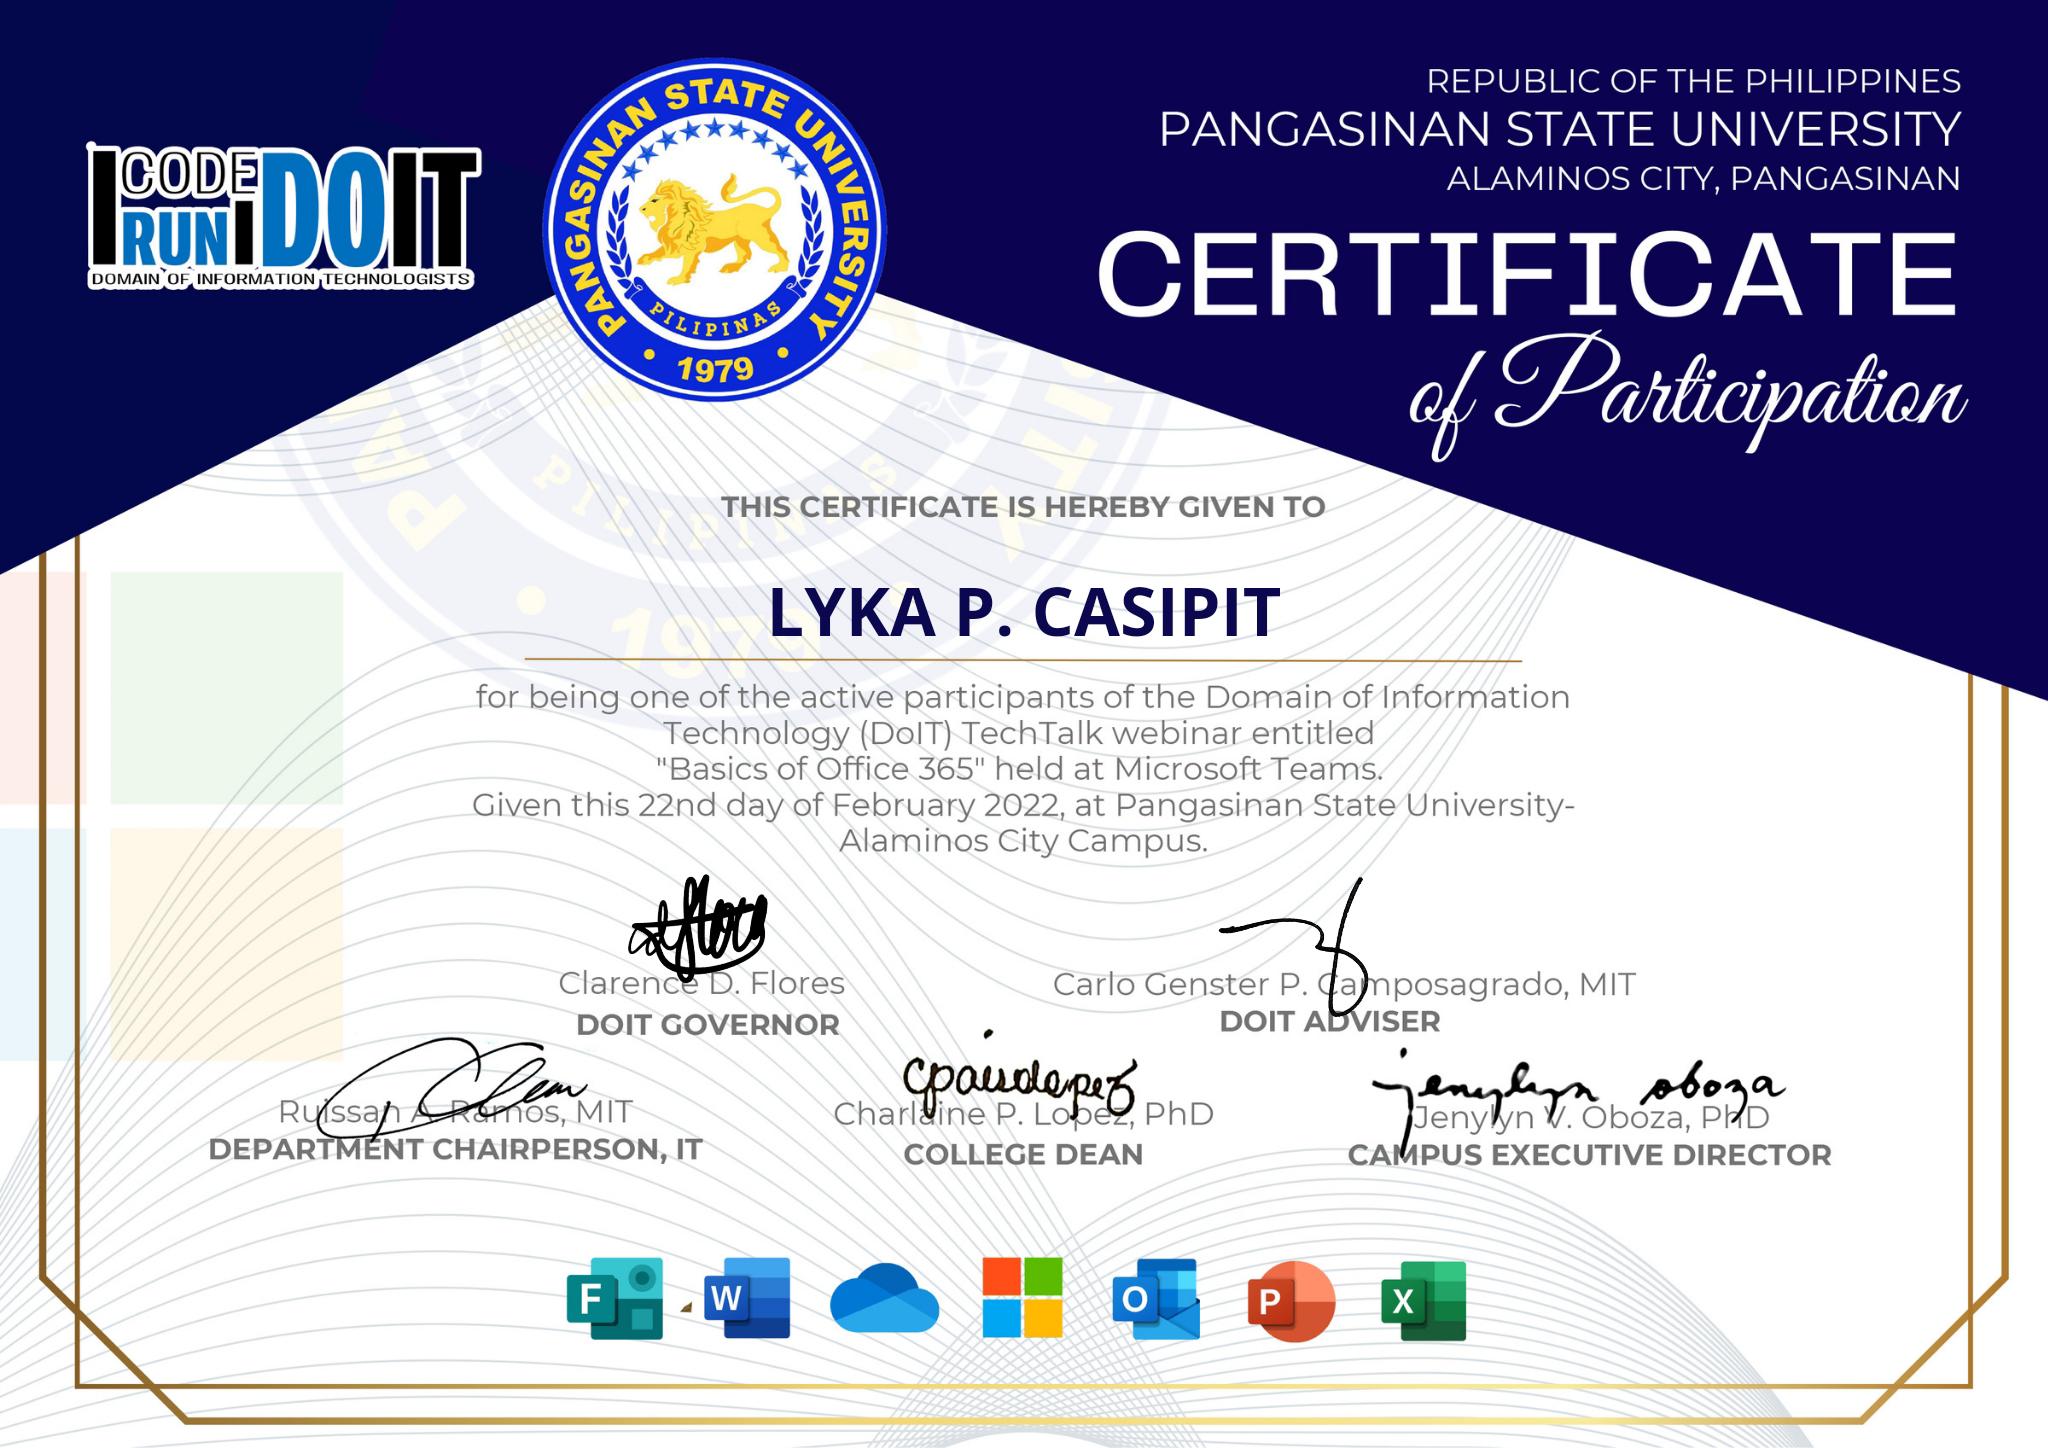 I CODE
I RUN
I DOIT
DOMAIN OF INFORMATION TECHNOLOGISTS
PANGASINAN STATE UNIVERSITY
PILIPINAS
• 1979 •
REPUBLIC OF THE PHILIPPINES
PANGASINAN STATE UNIVERSITY
ALAMINOS CITY, PANGASINAN
CERTIFICATE
of Participation
THIS CERTIFICATE IS HEREBY GIVEN TO
LYKA P. CASIPIT
for being one of the active participants of the Domain of Information
Technology (DoIT) TechTalk webinar entitled
"Basics of Office 365" held at Microsoft Teams.
Given this 22nd day of February 2022, at Pangasinan State University-
Alaminos City Campus.
Clarence D. Flores
DOIT GOVERNOR
Carlo Genster P. Camposagrado, MIT
DOIT ADVISER
Ruissan A. Ramos, MIT
DEPARTMENT CHAIRPERSON, IT
cpaisdepez
Charlaine P. Lopez, PhD
COLLEGE DEAN
jenylyn oboza
Jenylyn V. Oboza, PhD
CAMPUS EXECUTIVE DIRECTOR
F
W
O
P
X